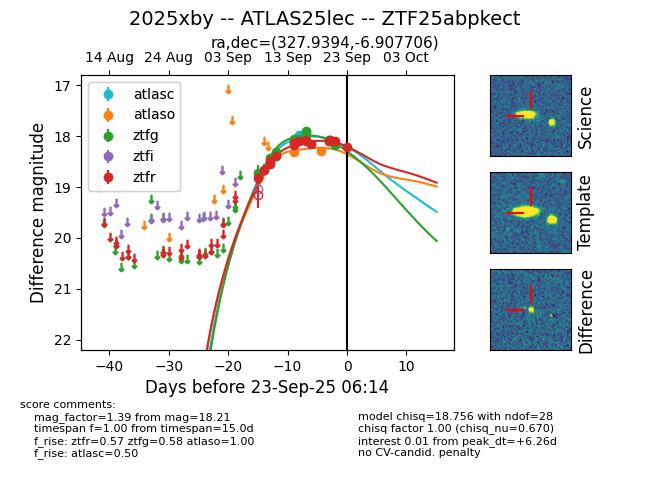 2025xby -- ATLAS25lec -- ZTF25abpkect
ra,dec=(327.9394,-6.907706)
14 Aug 24 Aug 03 Sep 13 Sep 23 Sep 03 Oct
17
18
19
20
21
22
Difference magnitude
atlasc
atlaso
ztfg
ztfi
ztfr
−40 −30 −20 −10 0 10
Days before 23-Sep-25 06:14
Science
Template
Difference
score comments:
mag_factor=1.39 from mag=18.21
timespan f=1.00 from timespan=15.0d
f_rise: ztfr=0.57 ztfg=0.58 atlaso=1.00
f_rise: atlasc=0.50
model chisq=18.756 with ndof=28
chisq factor 1.00 (chisq_nu=0.670)
interest 0.01 from peak_dt=+6.26d
no CV-candid. penalty